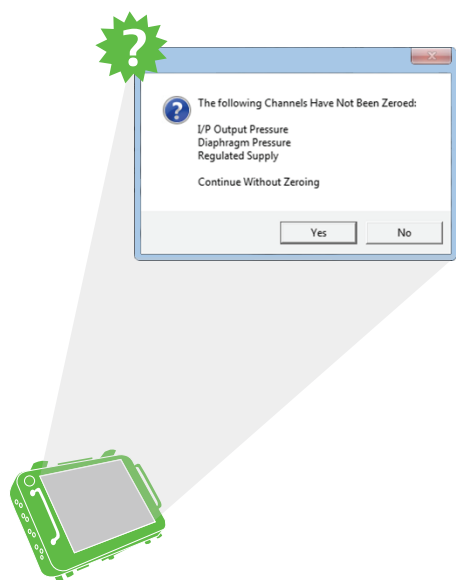 ?
X
? The following Channels Have Not Been Zeroed:
I/P Output Pressure
Diaphragm Pressure
Regulated Supply
Continue Without Zeroing
Yes No